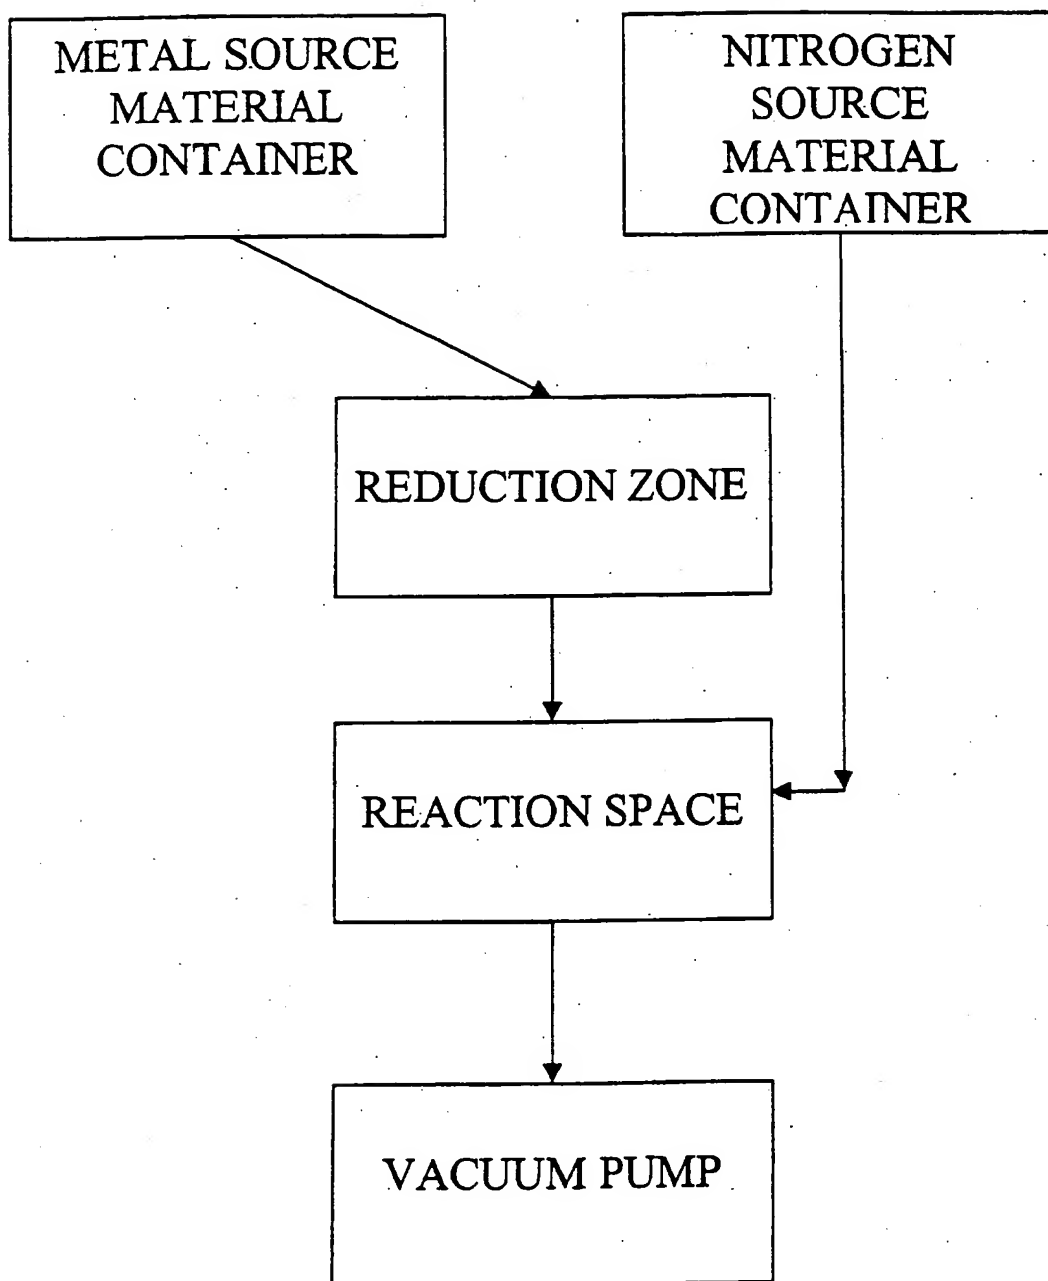 METAL SOURCE
MATERIAL
CONTAINER
NITROGEN
SOURCE
MATERIAL
CONTAINER
REDUCTION ZONE
REACTION SPACE
VACUUM PUMP